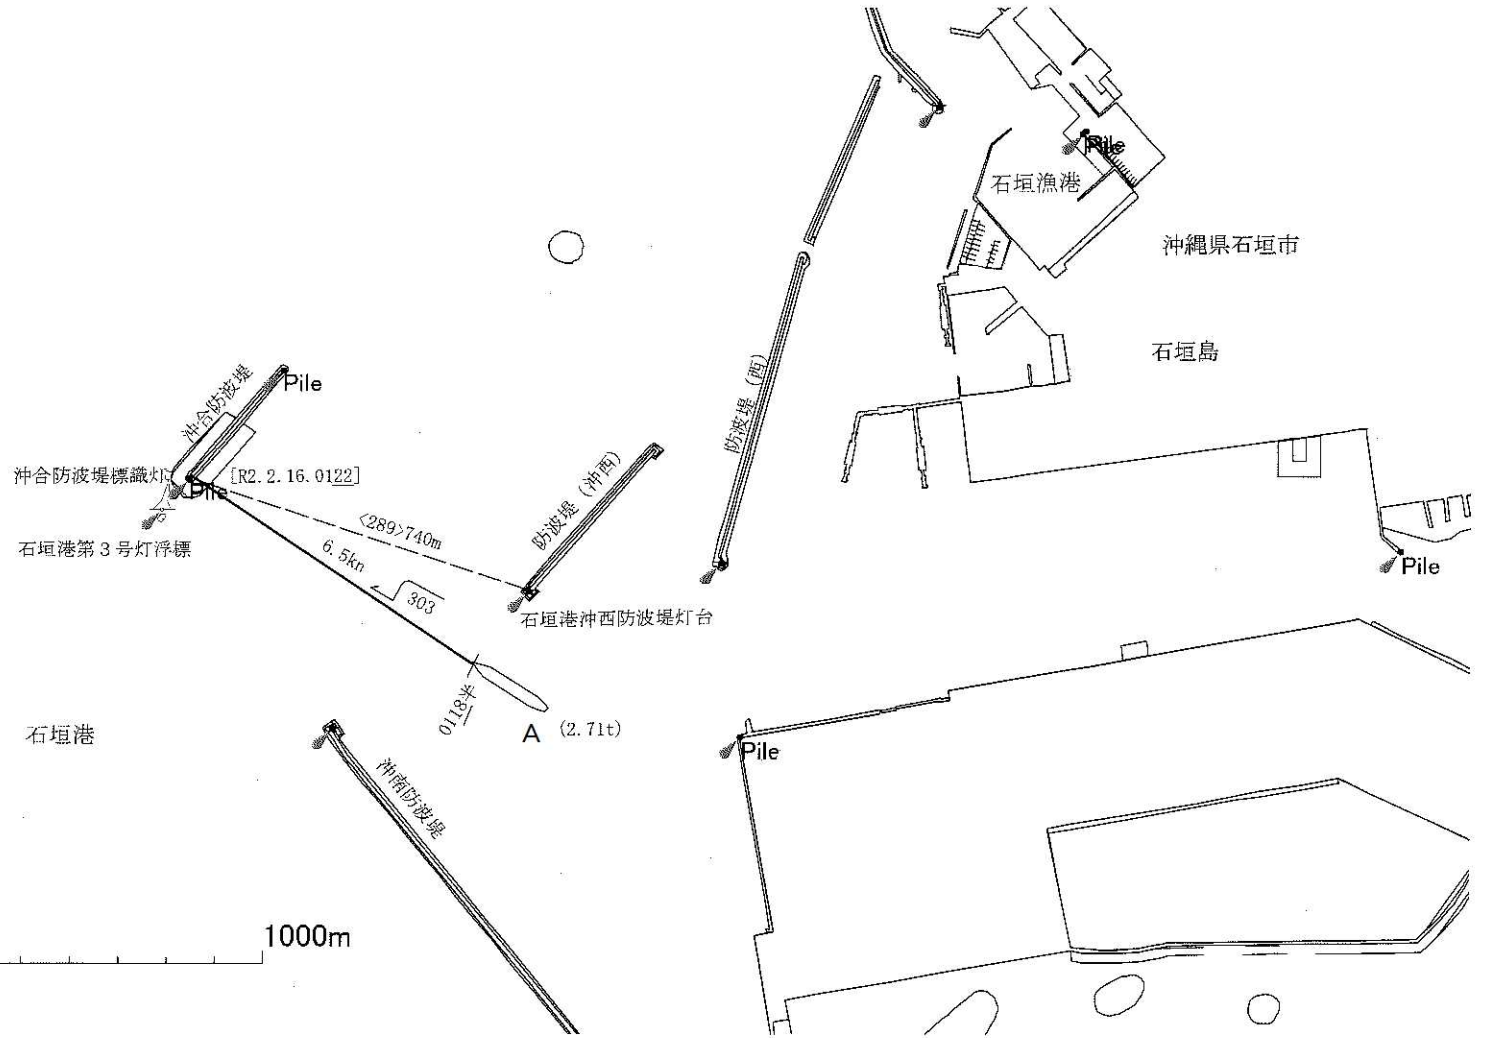 Pile
石垣漁港
沖縄県石垣市
石垣島
防波堤（西）
Pile
沖合防波堤
沖合防波堤標識灯
[R2.2.16.0122]
Pile
石垣港第３号灯浮標
<289>740m
6.5kn
303
防波堤（沖西）
石垣港沖西防波堤灯台
Pile
0118半
A
(2.71t)
石垣港
沖南防波堤
Pile
1000m